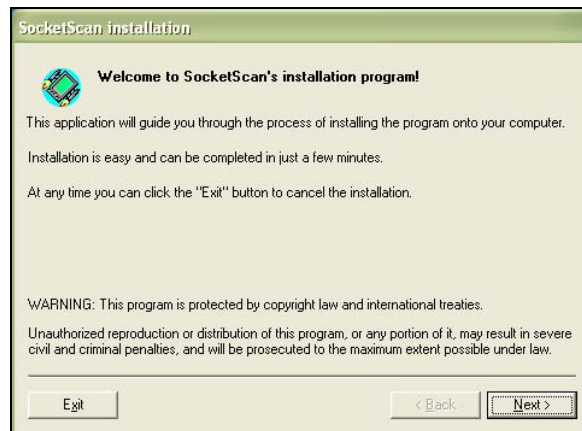 SocketScan installation
Welcome to SocketScan's installation program!
This application will guide you through the process of installing the program onto your computer.
Installation is easy and can be completed in just a few minutes.
At any time you can click the "Exit" button to cancel the installation.
WARNING: This program is protected by copyright law and international treaties.
Unauthorized reproduction or distribution of this program, or any portion of it, may result in severe
civil and criminal penalties, and will be prosecuted to the maximum extent possible under law.
Exit
< Back
Next >